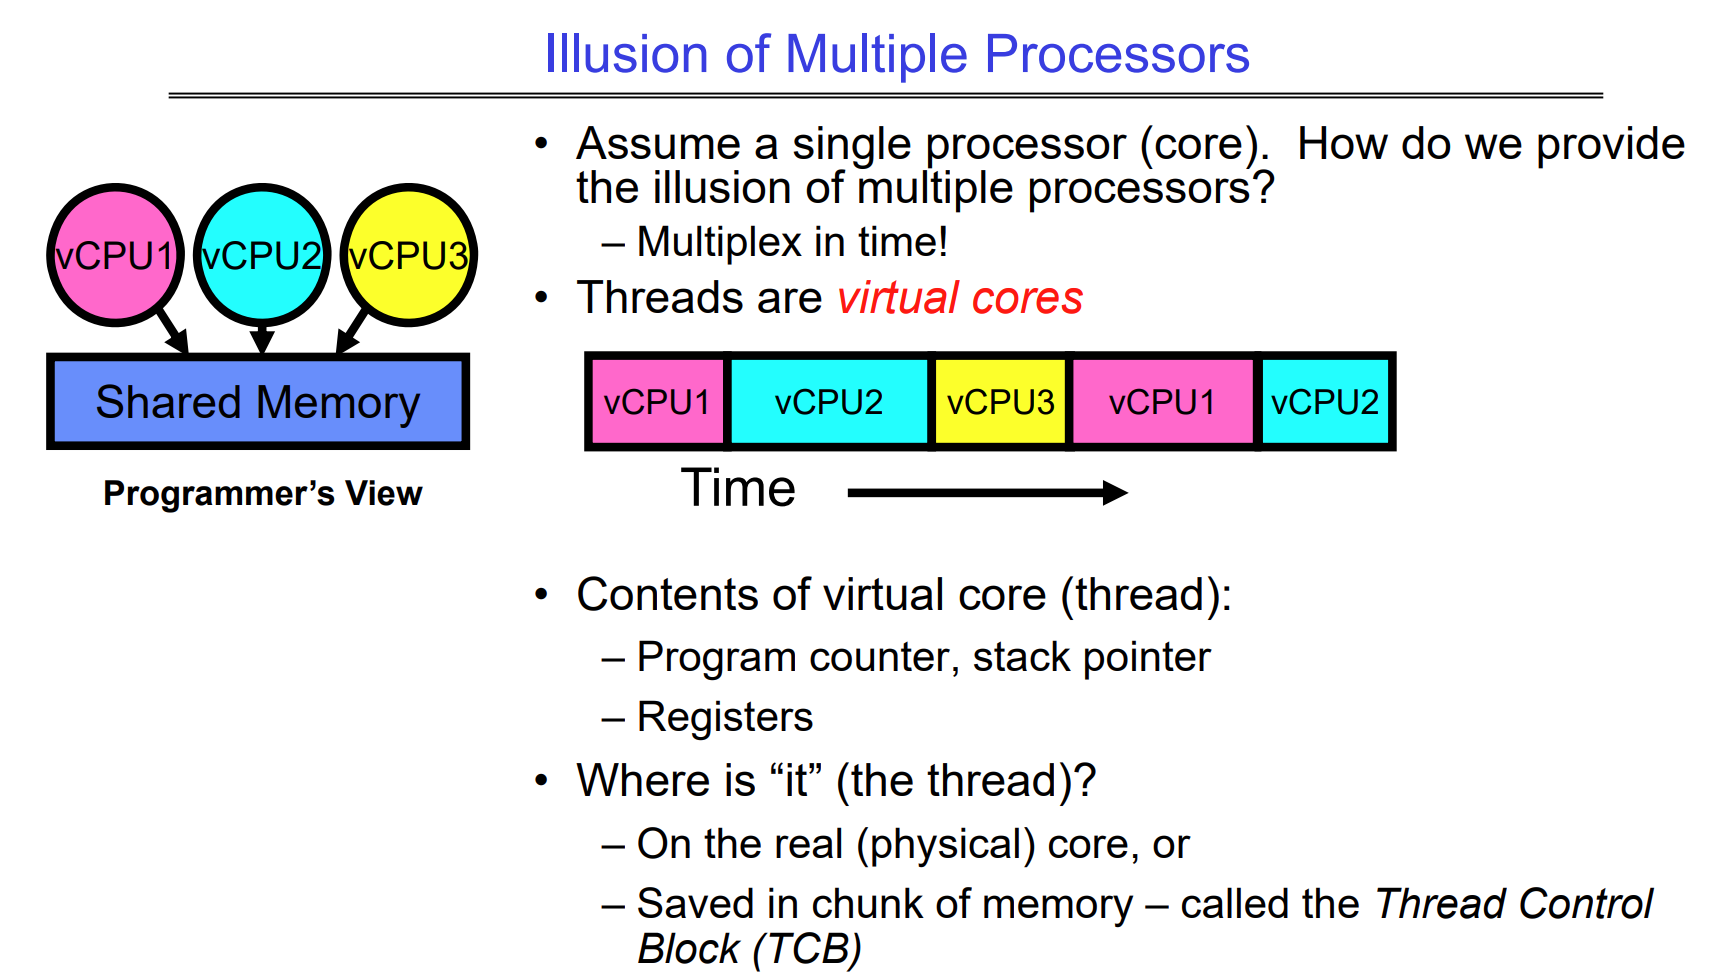 Illusion of Multiple Processors
vCPU1 vCPU2 vCPU3
Shared Memory
Programmer’s View
• Assume a single processor (core).  How do we provide
the illusion of multiple processors?
– Multiplex in time!
• Threads are virtual cores
vCPU1 vCPU2 vCPU3 vCPU1 vCPU2
Time
• Contents of virtual core (thread):
– Program counter, stack pointer
– Registers
• Where is “it” (the thread)?
– On the real (physical) core, or
– Saved in chunk of memory – called the Thread Control
Block (TCB)